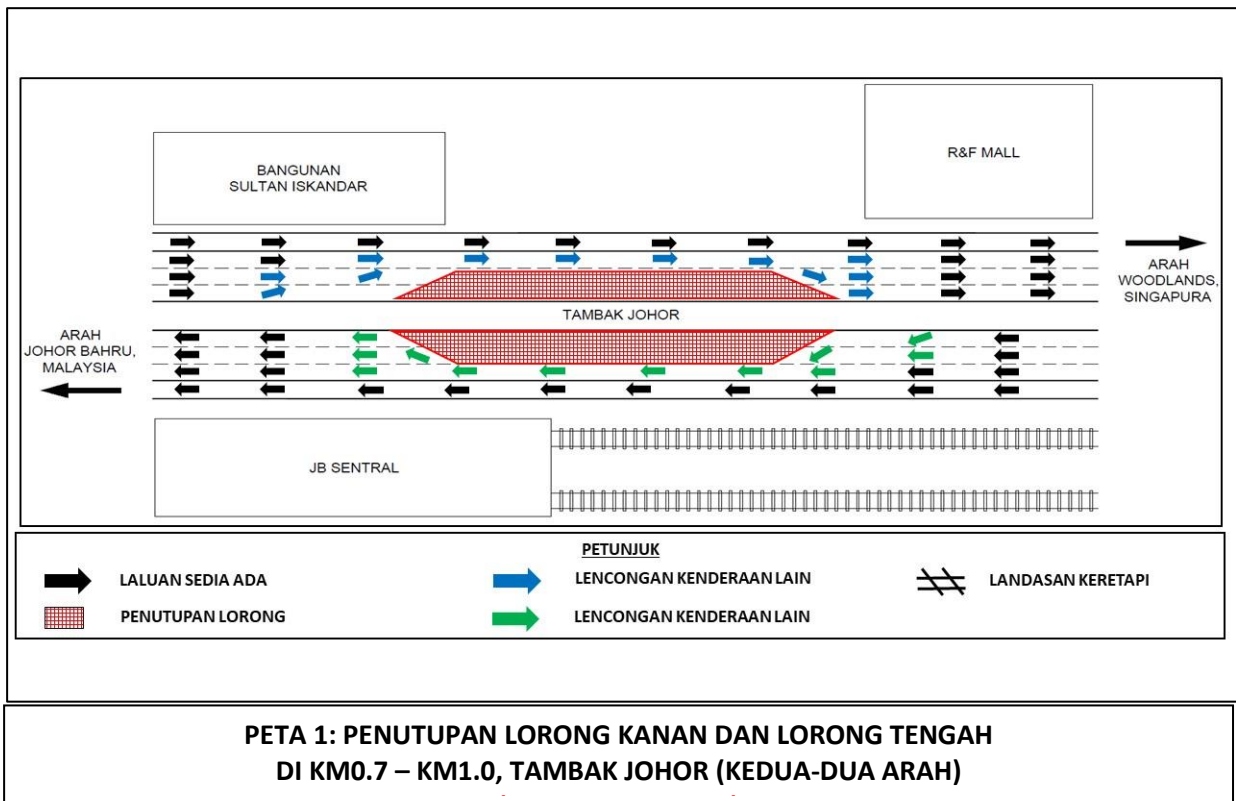 BANGUNAN
SULTAN ISKANDAR
R&F MALL
ARAH
WOODLANDS,
SINGAPURA
TAMBAK JOHOR
ARAH
JOHOR BAHRU,
MALAYSIA
JB SENTRAL
PETUNJUK
LALUAN SEDIA ADA
LENCONGAN KENDERAAN LAIN
LANDASAN KERETAPI
PENUTUPAN LORONG
LENCONGAN KENDERAAN LAIN
PETA 1: PENUTUPAN LORONG KANAN DAN LORONG TENGAH
DI KM0.7 – KM1.0, TAMBAK JOHOR (KEDUA-DUA ARAH)